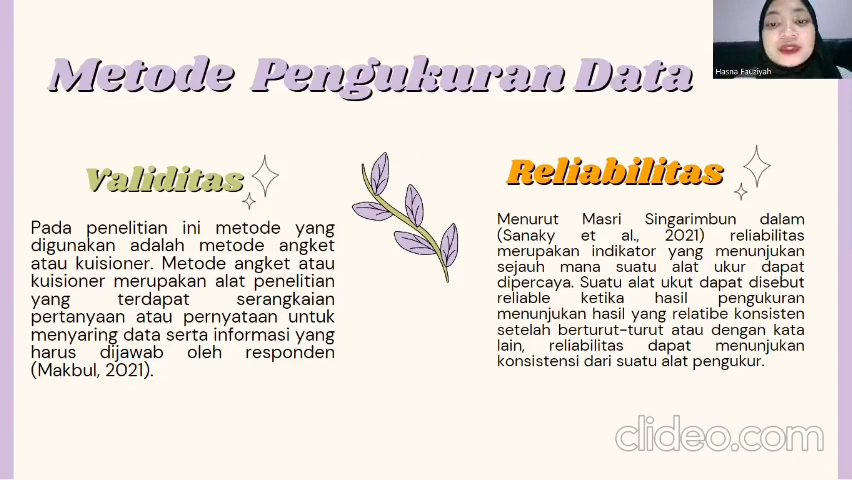 Metode Pengukuran Data
Hasna Fauziyah
Validitas
Pada penelitian ini metode yang
digunakan adalah metode angket
atau kuisioner. Metode angket atau
kuisioner merupakan alat penelitian
yang terdapat serangkaian
pertanyaan atau pernyataan untuk
menyaring data serta informasi yang
harus dijawab oleh responden
(Makbul, 2021).
Reliabilitas
Menurut Masri Singarimbun dalam
(Sanaky et al., 2021) reliabilitas
merupakan indikator yang menunjukan
sejauh mana suatu alat ukur dapat
dipercaya. Suatu alat ukut dapat disebut
reliable ketika hasil pengukuran
menunjukan hasil yang relatibe konsisten
setelah berturut-turut atau dengan kata
lain, reliabilitas dapat menunjukan
konsistensi dari suatu alat pengukur.
clideo.com